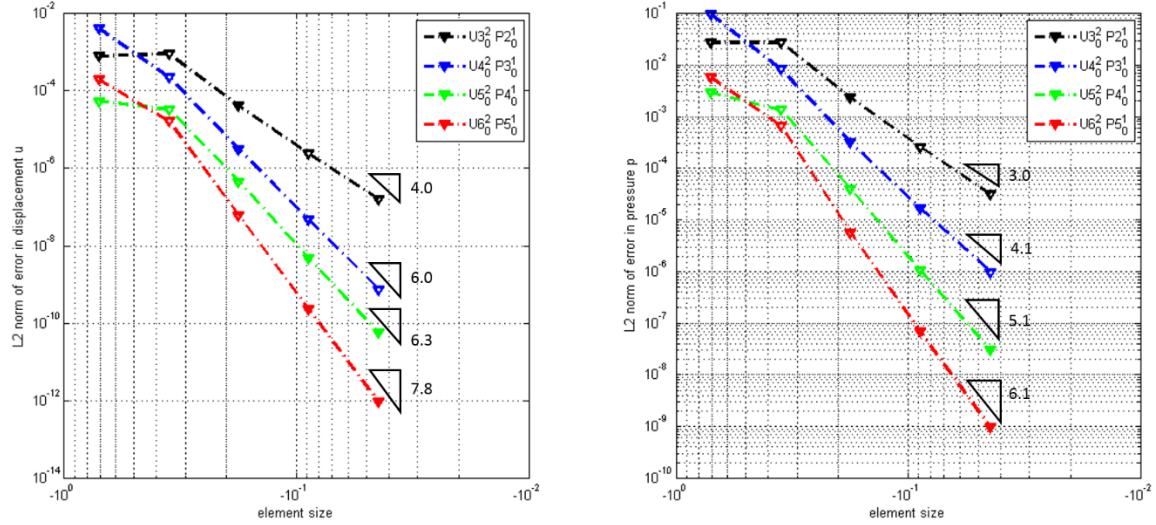 10^-2
10^-4
10^-6
10^-8
10^-10
10^-12
10^-14
L2 norm of error in displacement u
-10^0
-10^-1
-10^-2
element size
U3^2_0 P2^1_0
U4^2_0 P3^1_0
U5^2_0 P4^1_0
U6^2_0 P5^1_0
4.0
6.0
6.3
7.8
10^-1
10^-2
10^-3
10^-4
10^-5
10^-6
10^-7
10^-8
10^-9
10^-10
L2 norm of error in pressure p
-10^0
-10^-1
-10^-2
element size
U3^2_0 P2^1_0
U4^2_0 P3^1_0
U5^2_0 P4^1_0
U6^2_0 P5^1_0
3.0
4.1
5.1
6.1